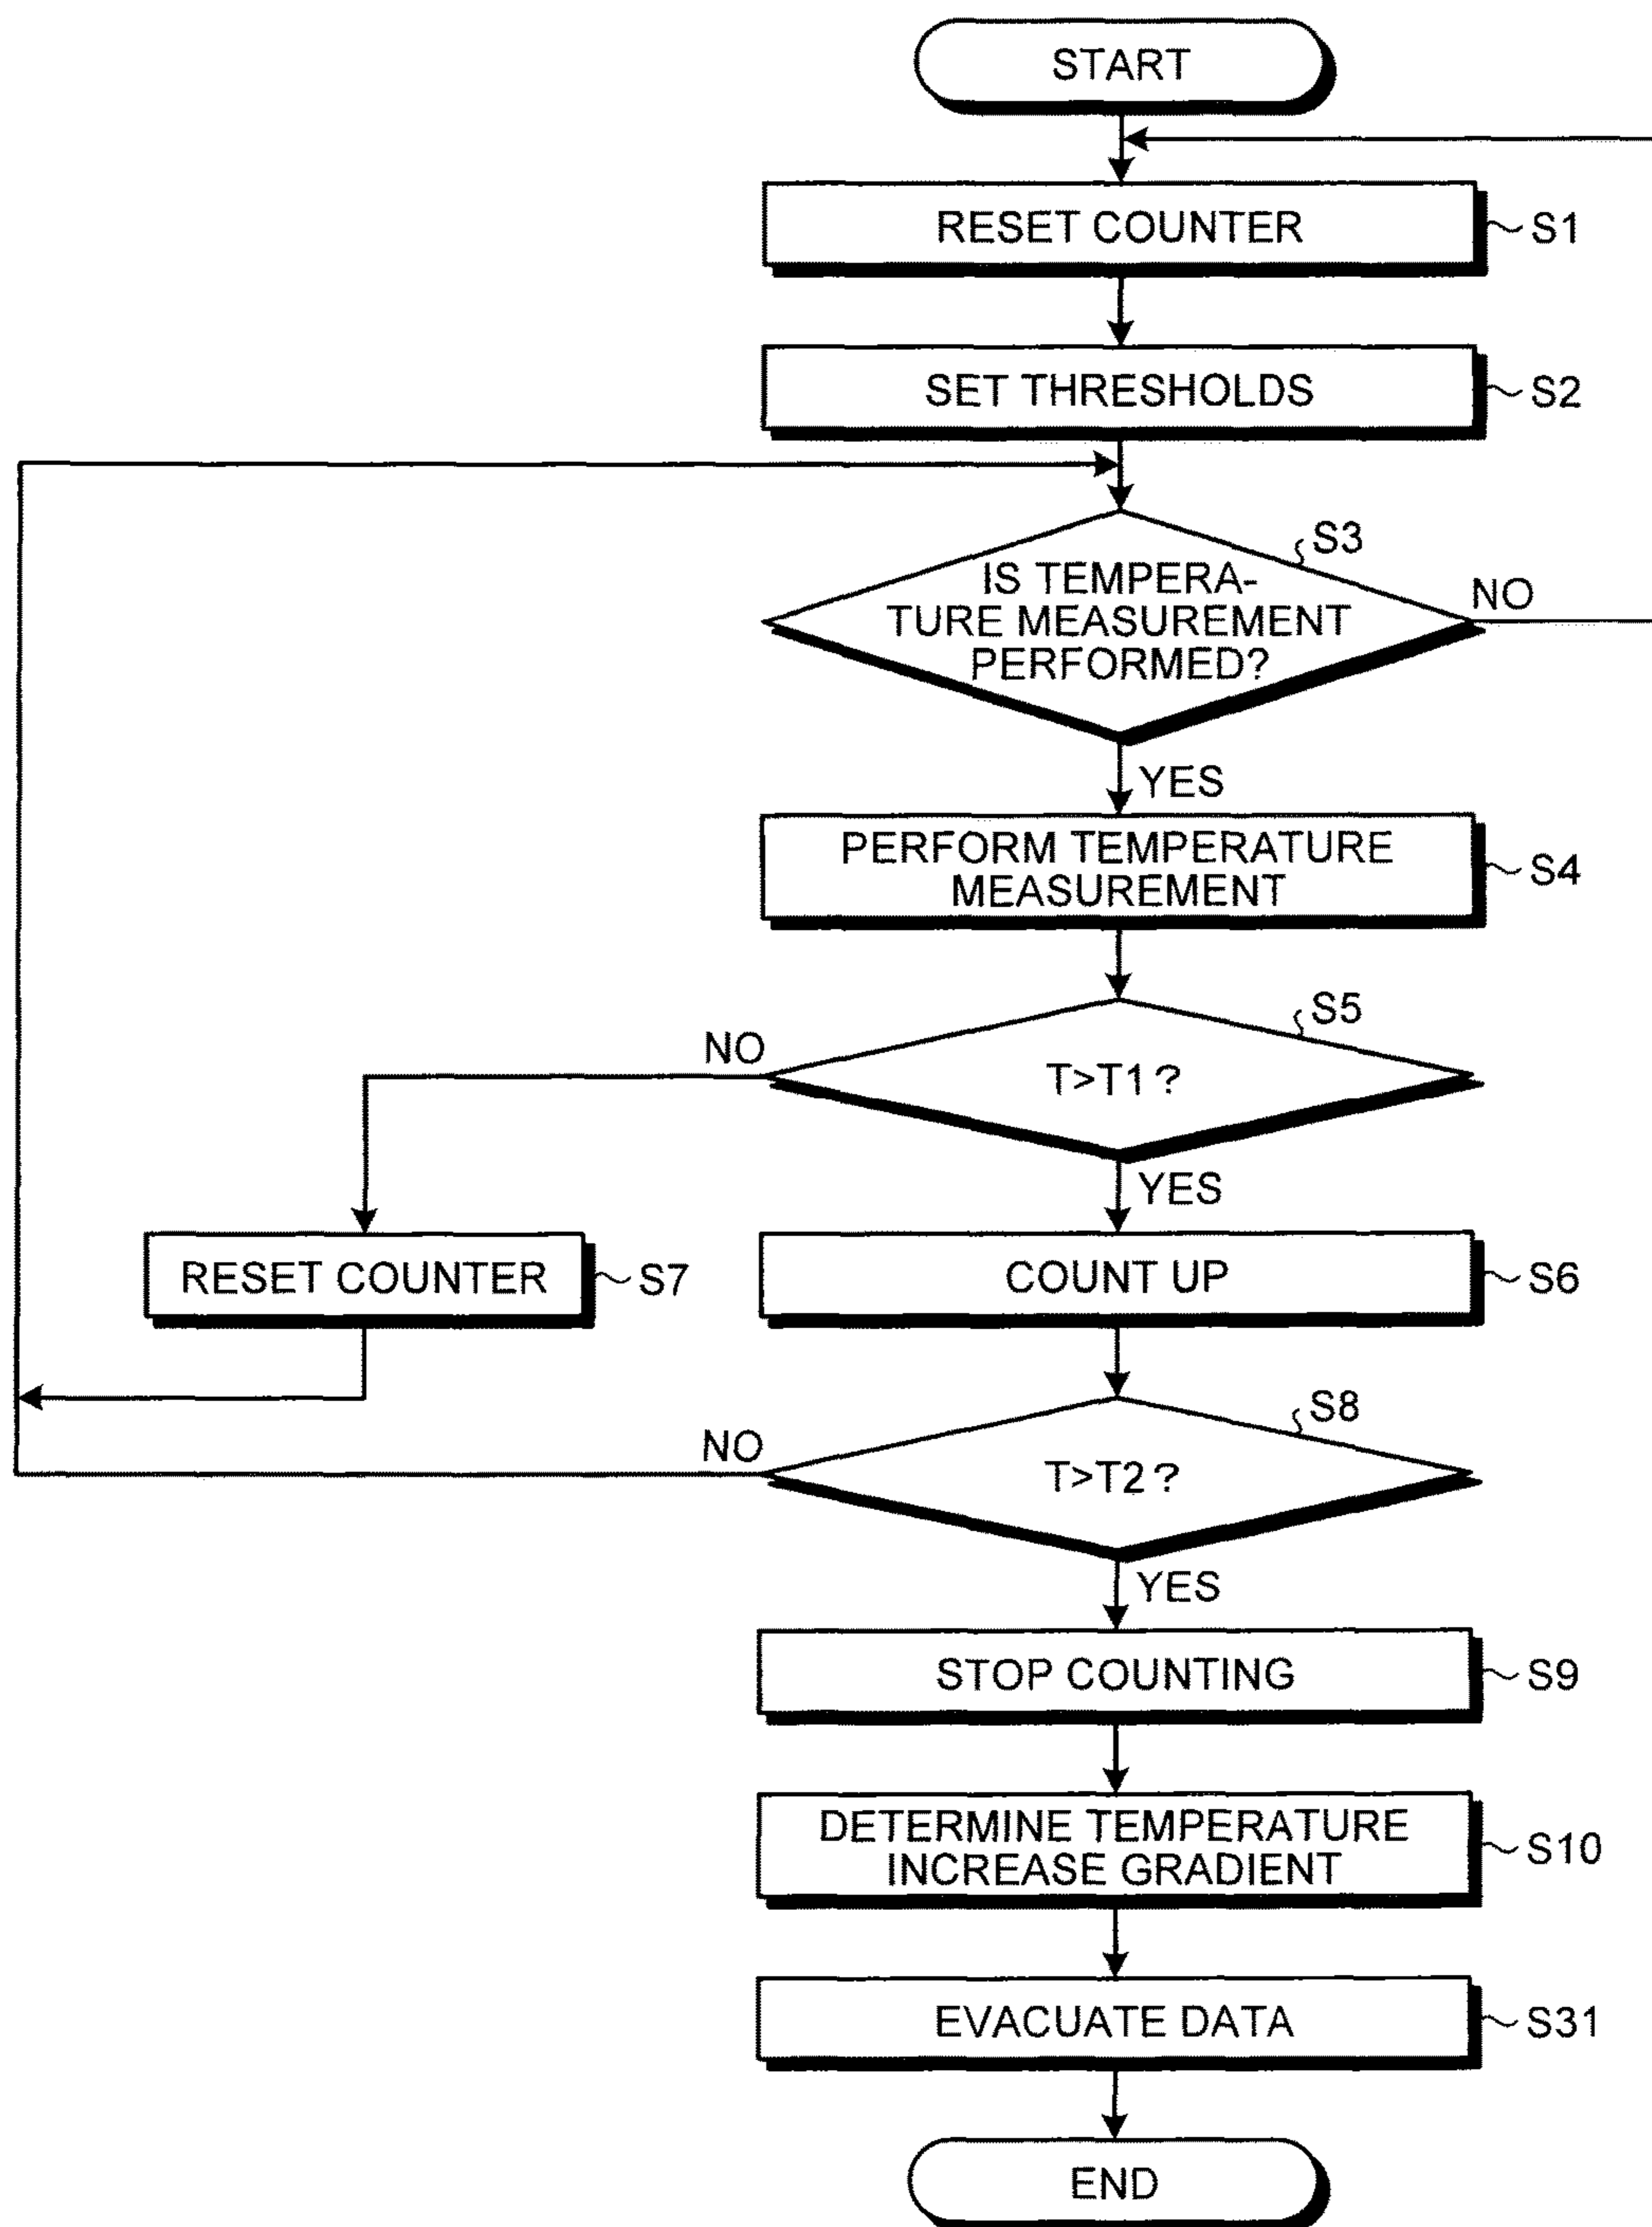 START
RESET COUNTER
S1
SET THRESHOLDS
S2
S3
IS TEMPERA-
TURE MEASUREMENT
PERFORMED?
NO
YES
PERFORM TEMPERATURE
MEASUREMENT
S4
S5
NO
T>T1?
YES
RESET COUNTER
S7
COUNT UP
S6
S8
NO
T>T2?
YES
STOP COUNTING
S9
DETERMINE TEMPERATURE
INCREASE GRADIENT
S10
EVACUATE DATA
S31
END